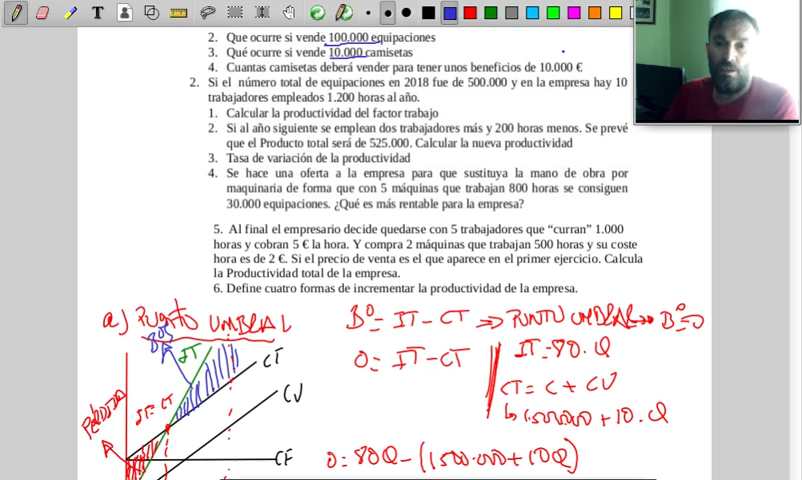 2. Que ocurre si vende 100.000 equipaciones
3. Qué ocurre si vende 10.000 camisetas
4. Cuantas camisetas deberá vender para tener unos beneficios de 10.000 €
2. Si el número total de equipaciones en 2018 fue de 500.000 y en la empresa hay 10
trabajadores empleados 1.200 horas al año.
1. Calcular la productividad del factor trabajo
2. Si al año siguiente se emplean dos trabajadores más y 200 horas menos. Se prevé
que el Producto total será de 525.000. Calcular la nueva productividad
3. Tasa de variación de la productividad
4. Se hace una oferta a la empresa para que sustituya la mano de obra por
maquinaria de forma que con 5 máquinas que trabajan 800 horas se consiguen
30.000 equipaciones. ¿Qué es más rentable para la empresa?
5. Al final el empresario decide quedarse con 5 trabajadores que “curran” 1.000
horas y cobran 5 € la hora. Y compra 2 máquinas que trabajan 500 horas y su coste
hora es de 2 €. Si el precio de venta es el que aparece en el primer ejercicio. Calcula
la Productividad total de la empresa.
6. Define cuatro formas de incrementar la productividad de la empresa.
a) PUNTO UMBRAL
Bº = IT - CT => PUNTO UMBRAL => Bº=0
0 = IT - CT
IT = 80.Q
CT = C + CV
1500.000 + 10.Q
0 = 80Q - (1500.000 + 10Q)
BOS
IT
CT
CV
CF
IT = CT
PÉRDIDA